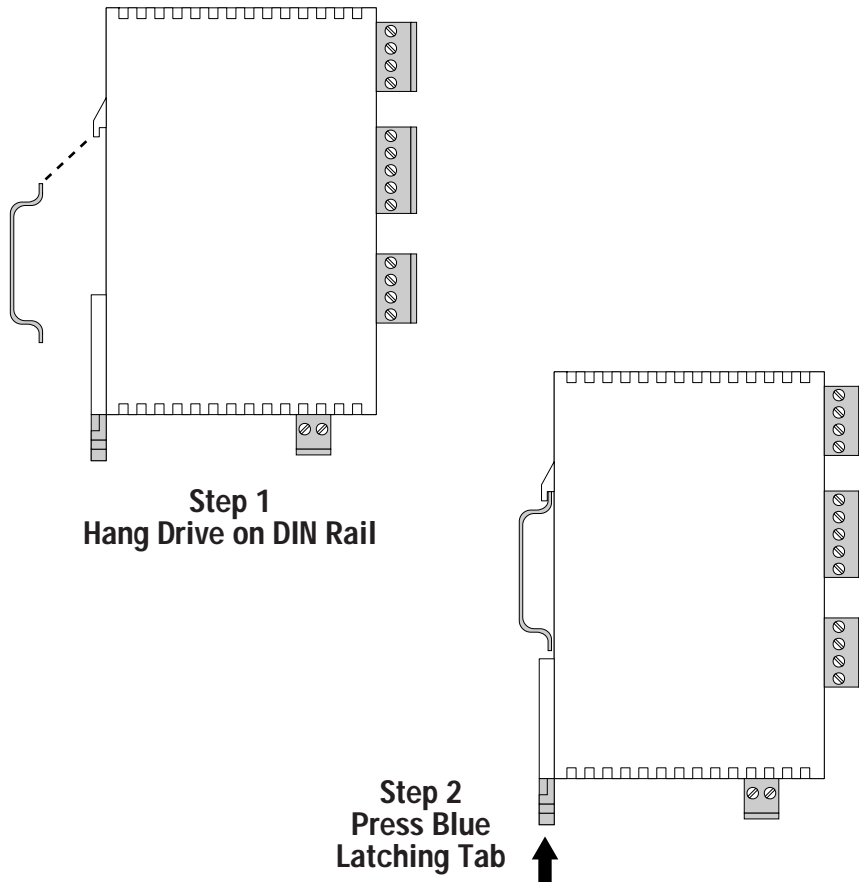 Step 1
Hang Drive on DIN Rail
Step 2
Press Blue
Latching Tab